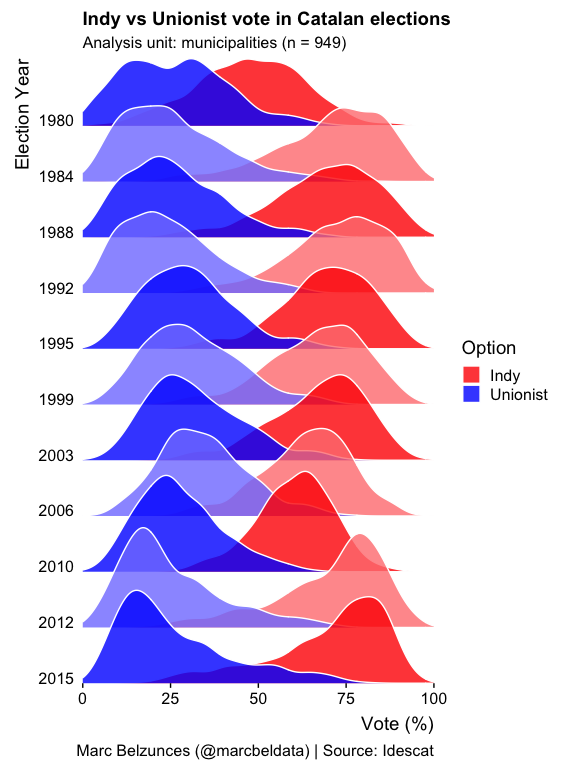 Indy vs Unionist vote in Catalan elections
Analysis unit: municipalities (n = 949)
Election Year
1980
1984
1988
1992
1995
1999
2003
2006
2010
2012
2015
Option
Indy
Unionist
0 25 50 75 100
Vote (%)
Marc Belzunces (@marcbeldata) | Source: Idescat